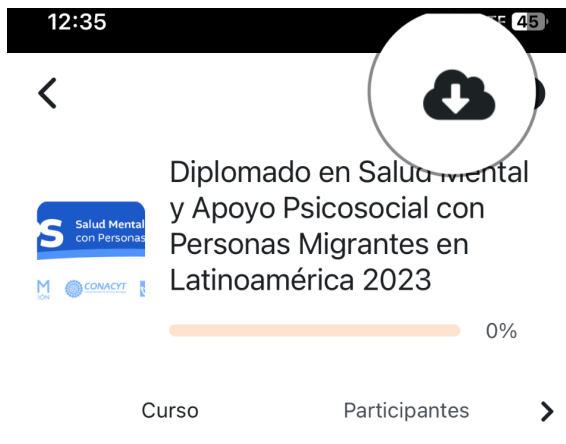 12:35
45
Diplomado en Salud Mental
y Apoyo Psicosocial con
Personas Migrantes en
Latinoamérica 2023
S
Salud Mental
con Personas
M
CONACYT
0%
Curso
Participantes